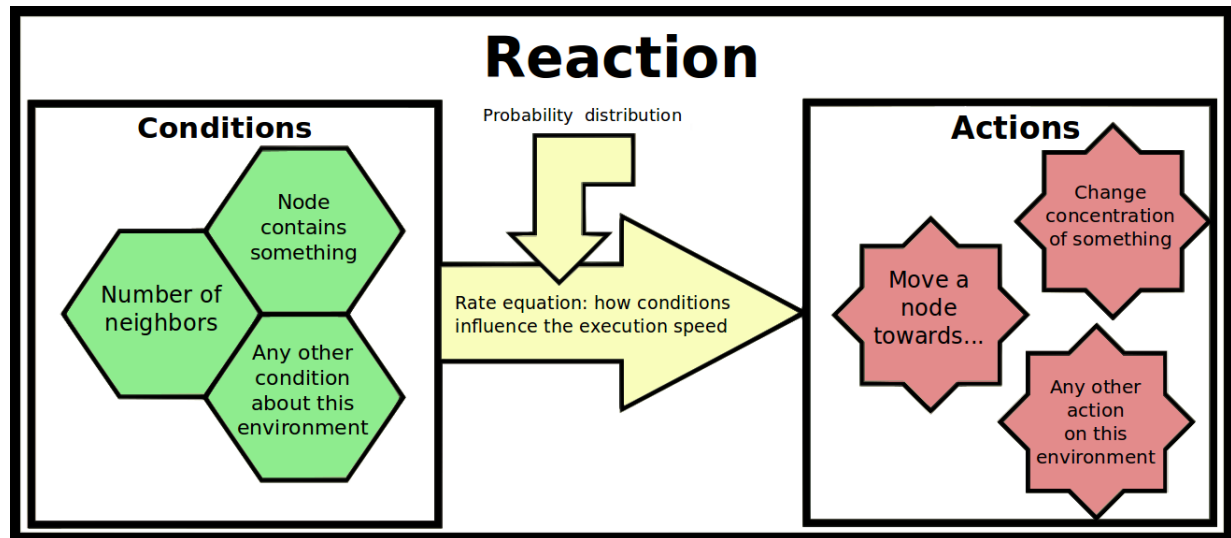 Reaction
Conditions
Node
contains
something
Number of
neighbors
Any other
condition
about this
environment
Probability distribution
Rate equation: how conditions
influence the execution speed
Actions
Change
concentration
of something
Move a
node
towards...
Any other
action
on this
environment